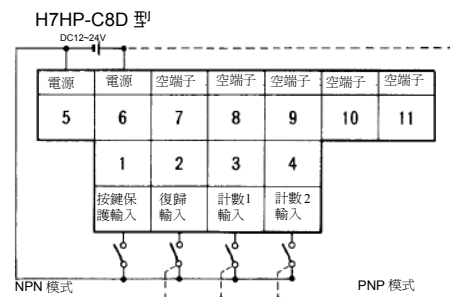 H7HP-C8D 型
DC12~24V
電源 電源 空端子 空端子 空端子 空端子 空端子
5 6 7 8 9 10 11
1 2 3 4
按鍵保護輸入 復歸輸入 計數1輸入 計數2輸入
NPN 模式 PNP 模式